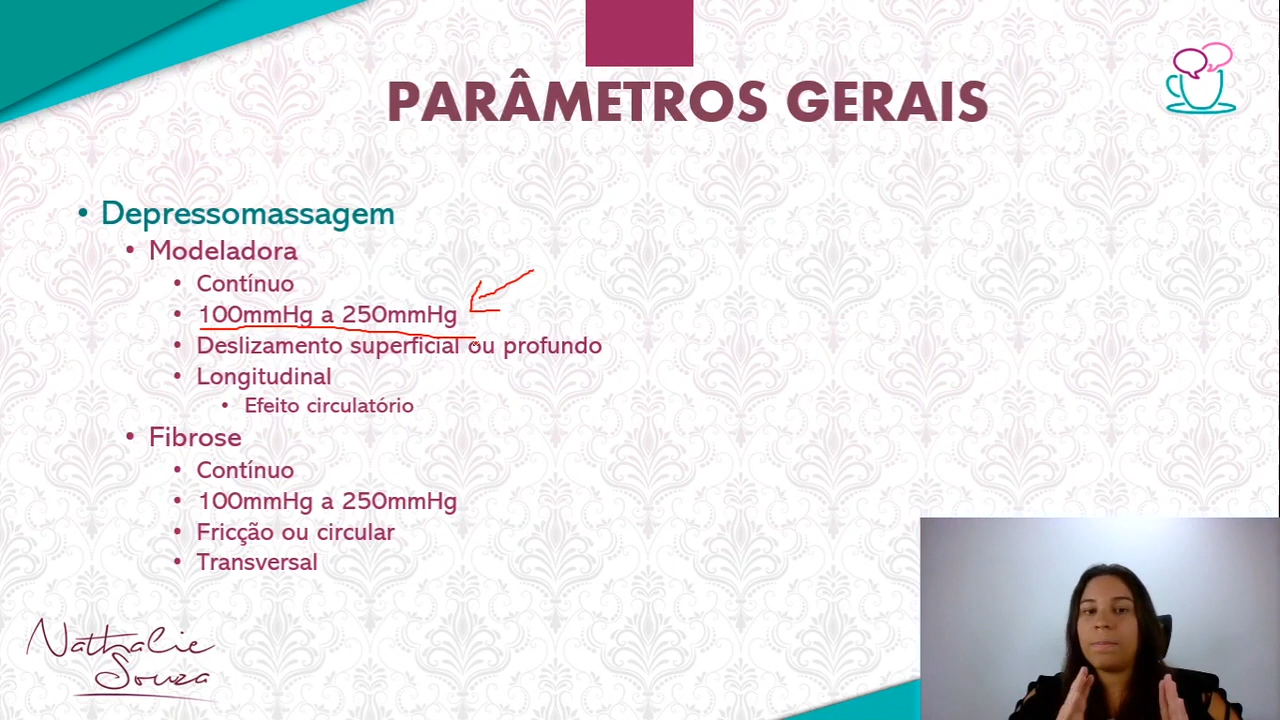 PARÂMETROS GERAIS
• Depressomassagem
• Modeladora
• Contínuo
• 100mmHg a 250mmHg
• Deslizamento superficial ou profundo
• Longitudinal
• Efeito circulatório
• Fibrose
• Contínuo
• 100mmHg a 250mmHg
• Fricção ou circular
• Transversal
Nathalie
Souza